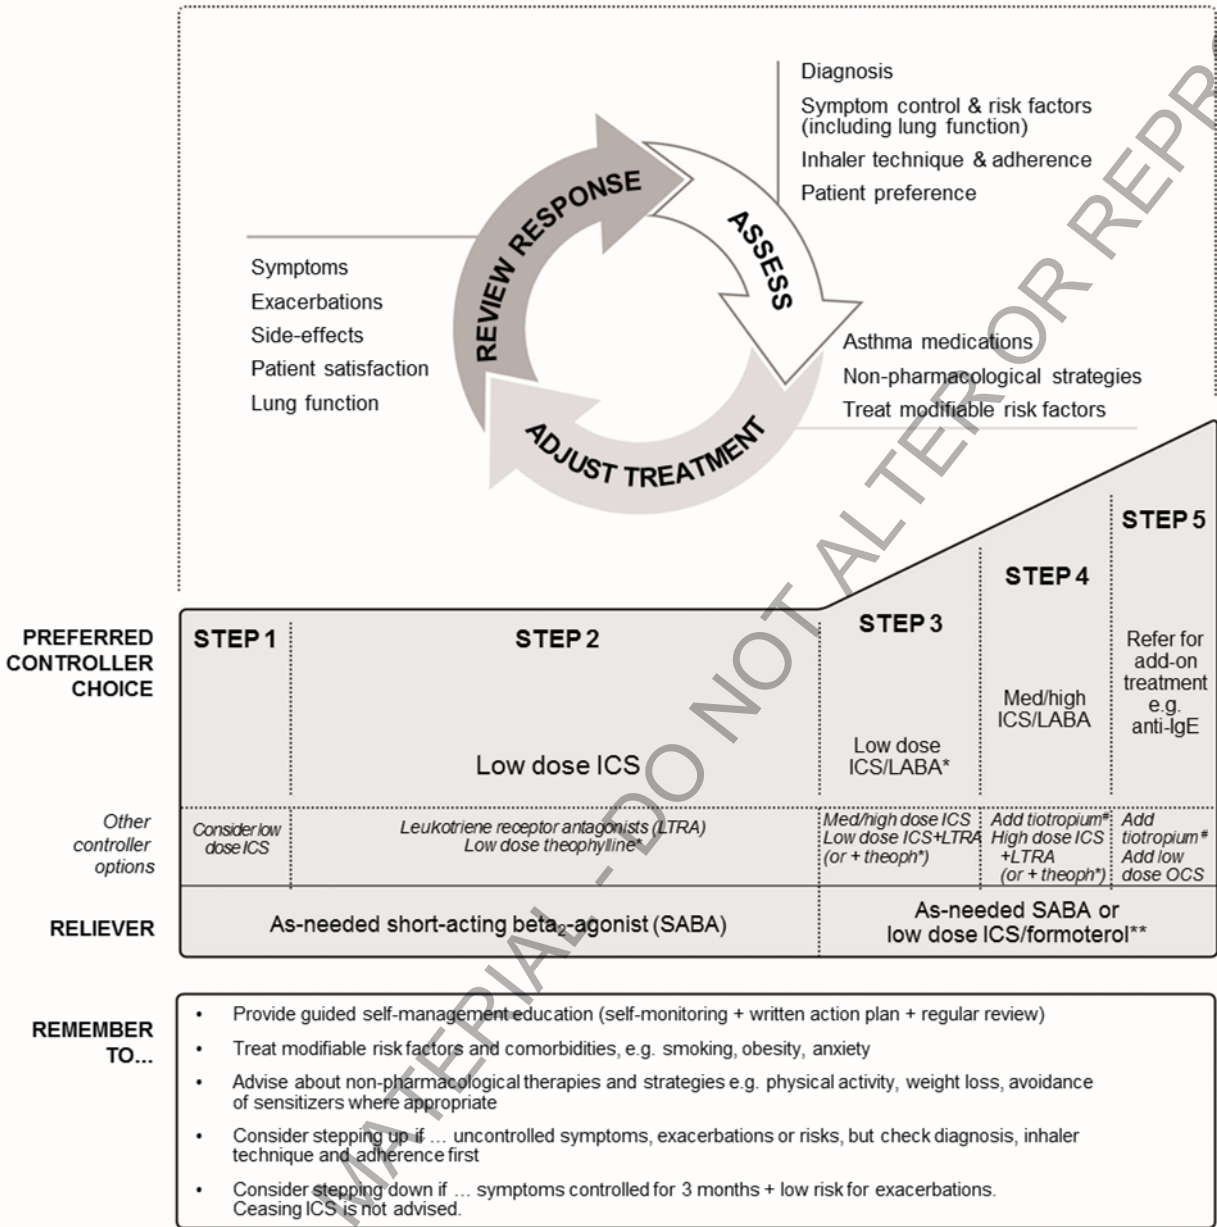 Diagnosis
Symptom control & risk factors
(including lung function)
Inhaler technique & adherence
Patient preference
REVIEW RESPONSE
ASSESS
ADJUST TREATMENT
Symptoms
Exacerbations
Side-effects
Patient satisfaction
Lung function
Asthma medications
Non-pharmacological strategies
Treat modifiable risk factors
PREFERRED
CONTROLLER
CHOICE
STEP 1
STEP 2
Low dose ICS
STEP 3
Low dose
ICS/LABA*
STEP 4
Med/high
ICS/LABA
STEP 5
Refer for
add-on
treatment
e.g.
anti-IgE
Other
controller
options
Consider low
dose ICS
Leukotriene receptor antagonists (LTRA)
Low dose theophylline*
Med/high dose ICS
Low dose ICS+LTRA
(or + theoph*)
Add tiotropium#
High dose ICS
+LTRA
(or + theoph*)
Add
tiotropium#
Add low
dose OCS
RELIEVER
As-needed short-acting beta2-agonist (SABA)
As-needed SABA or
low dose ICS/formoterol**
REMEMBER
TO...
• Provide guided self-management education (self-monitoring + written action plan + regular review)
• Treat modifiable risk factors and comorbidities, e.g. smoking, obesity, anxiety
• Advise about non-pharmacological therapies and strategies e.g. physical activity, weight loss, avoidance
of sensitizers where appropriate
• Consider stepping up if ... uncontrolled symptoms, exacerbations or risks, but check diagnosis, inhaler
technique and adherence first
• Consider stepping down if ... symptoms controlled for 3 months + low risk for exacerbations.
Ceasing ICS is not advised.
MATERIAL - DO NOT ALTER OR